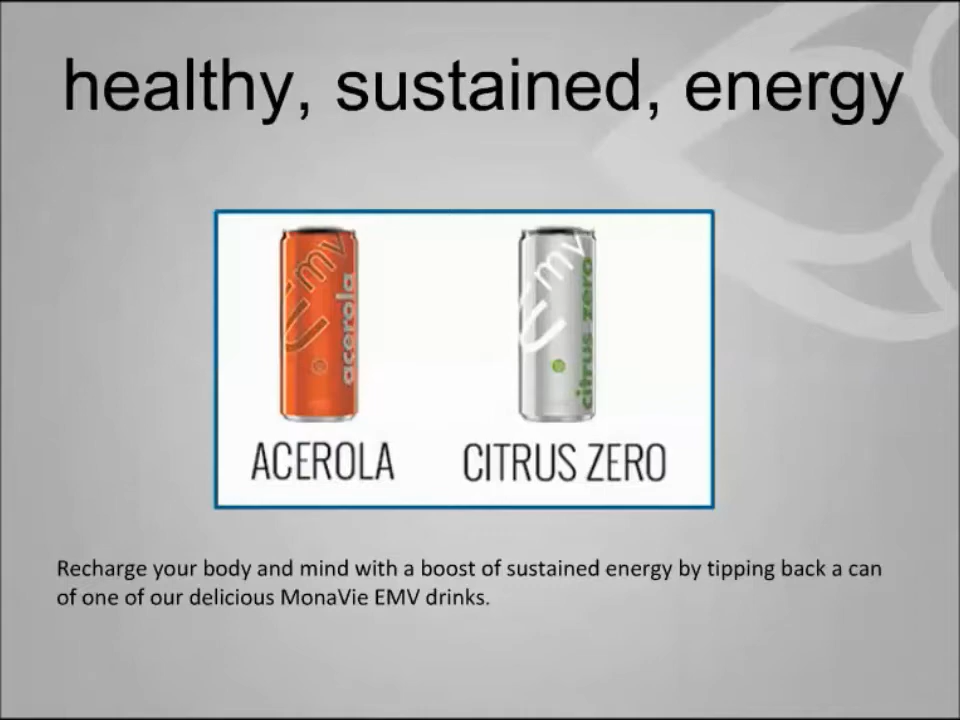 healthy, sustained, energy
Emv
acerola
Emv
citrus zero
ACEROLA
CITRUS ZERO
Recharge your body and mind with a boost of sustained energy by tipping back a can
of one of our delicious MonaVie EMV drinks.